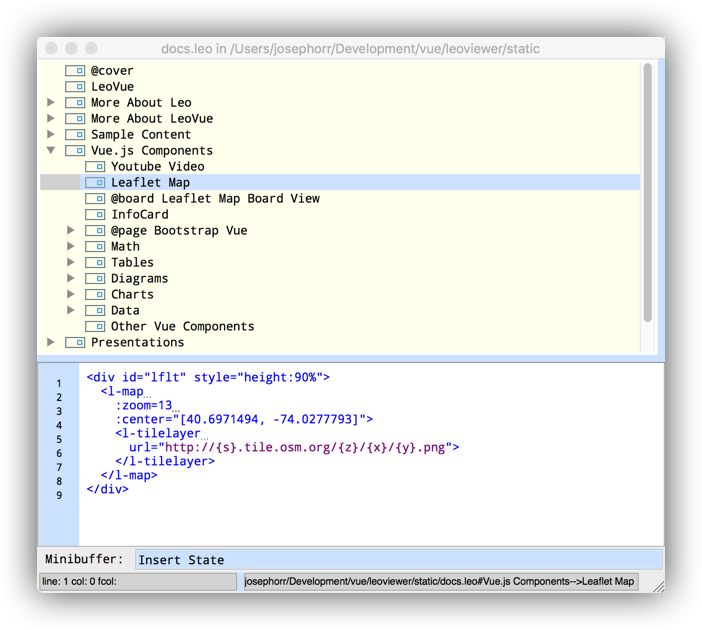 docs.leo in /Users/josephorr/Development/vue/leoviewer/static
@cover
LeoVue
More About Leo
More About LeoVue
Sample Content
Vue.js Components
Youtube Video
Leaflet Map
@board Leaflet Map Board View
InfoCard
@page Bootstrap Vue
Math
Tables
Diagrams
Charts
Data
Other Vue Components
Presentations
1 <div id="lflt" style="height:90%">
2 <l-map…
3 :zoom=13…
4 :center="[40.6971494, -74.0277793]">
5 <l-tilelayer…
6 url="http://{s}.tile.osm.org/{z}/{x}/{y}.png">
7 </l-tilelayer>
8 </l-map>
9 </div>
Minibuffer: Insert State
line: 1 col: 0 fcol: josephorr/Development/vue/leoviewer/static/docs.leo#Vue.js Components-->Leaflet Map